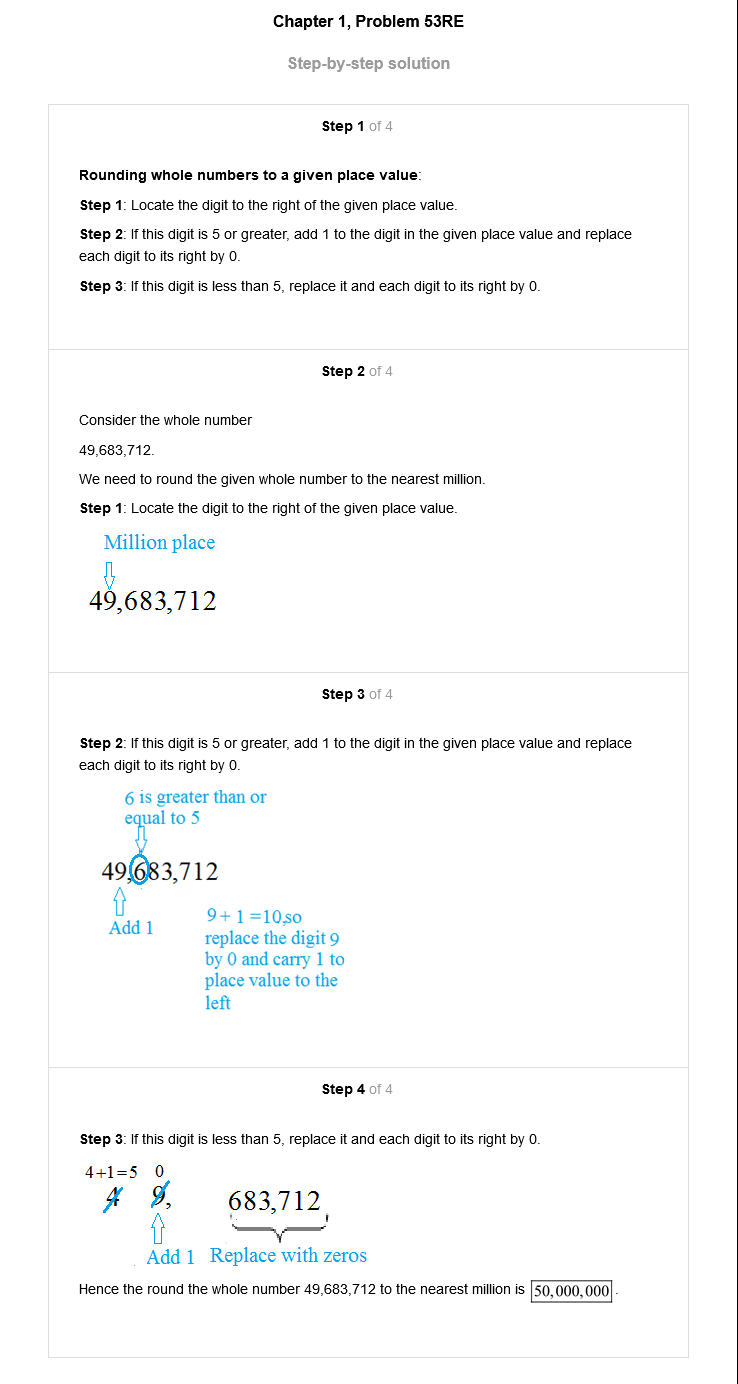 Chapter 1, Problem 53RE
Step-by-step solution
Step 1 of 4
Rounding whole numbers to a given place value:
Step 1: Locate the digit to the right of the given place value.
Step 2: If this digit is 5 or greater, add 1 to the digit in the given place value and replace
each digit to its right by 0.
Step 3: If this digit is less than 5, replace it and each digit to its right by 0.
Step 2 of 4
Consider the whole number
49,683,712.
We need to round the given whole number to the nearest million.
Step 1: Locate the digit to the right of the given place value.
Million place
49,683,712
Step 3 of 4
Step 2: If this digit is 5 or greater, add 1 to the digit in the given place value and replace
each digit to its right by 0.
6 is greater than or
equal to 5
49,683,712
Add 1
9+1=10,so
replace the digit 9
by 0 and carry 1 to
place value to the
left
Step 4 of 4
Step 3: If this digit is less than 5, replace it and each digit to its right by 0.
4+1=5 0
4 9, 683,712
Add 1 Replace with zeros
Hence the round the whole number 49,683,712 to the nearest million is 50,000,000.